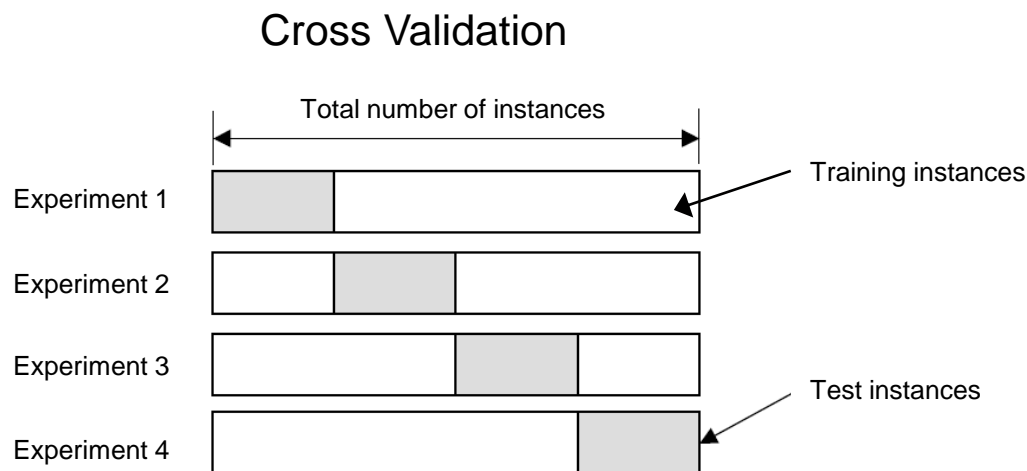 Cross Validation
Total number of instances
Training instances
Experiment 1
Experiment 2
Experiment 3
Test instances
Experiment 4